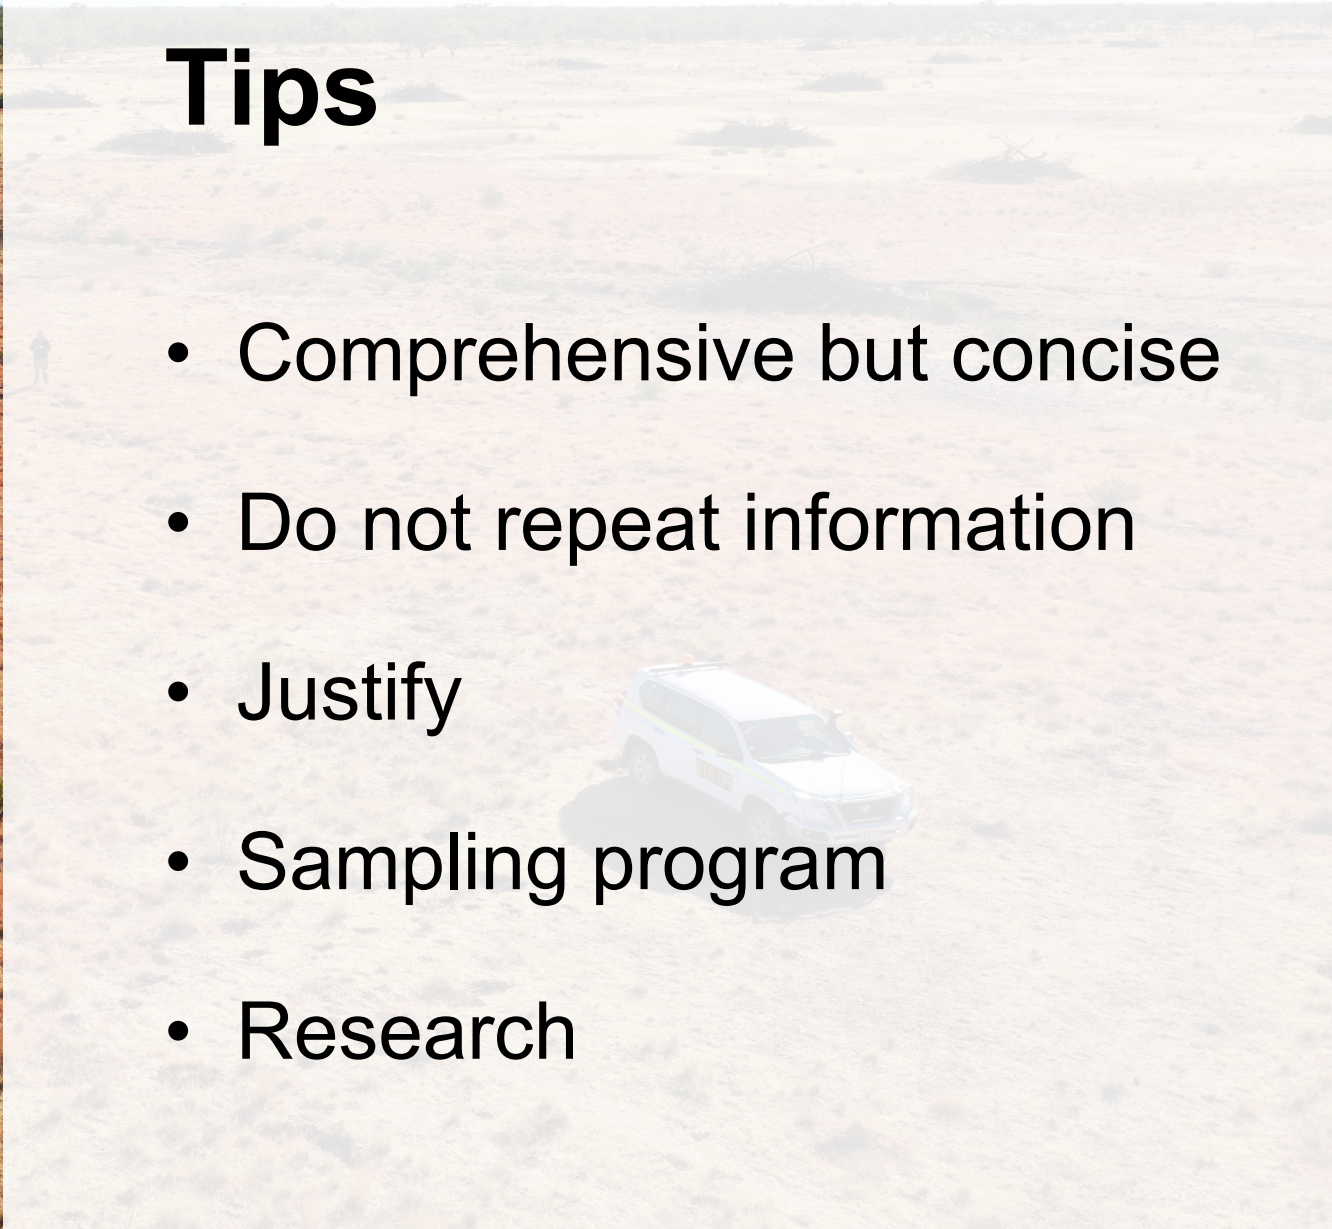 Tips
• Comprehensive but concise
• Do not repeat information
• Justify
• Sampling program
• Research